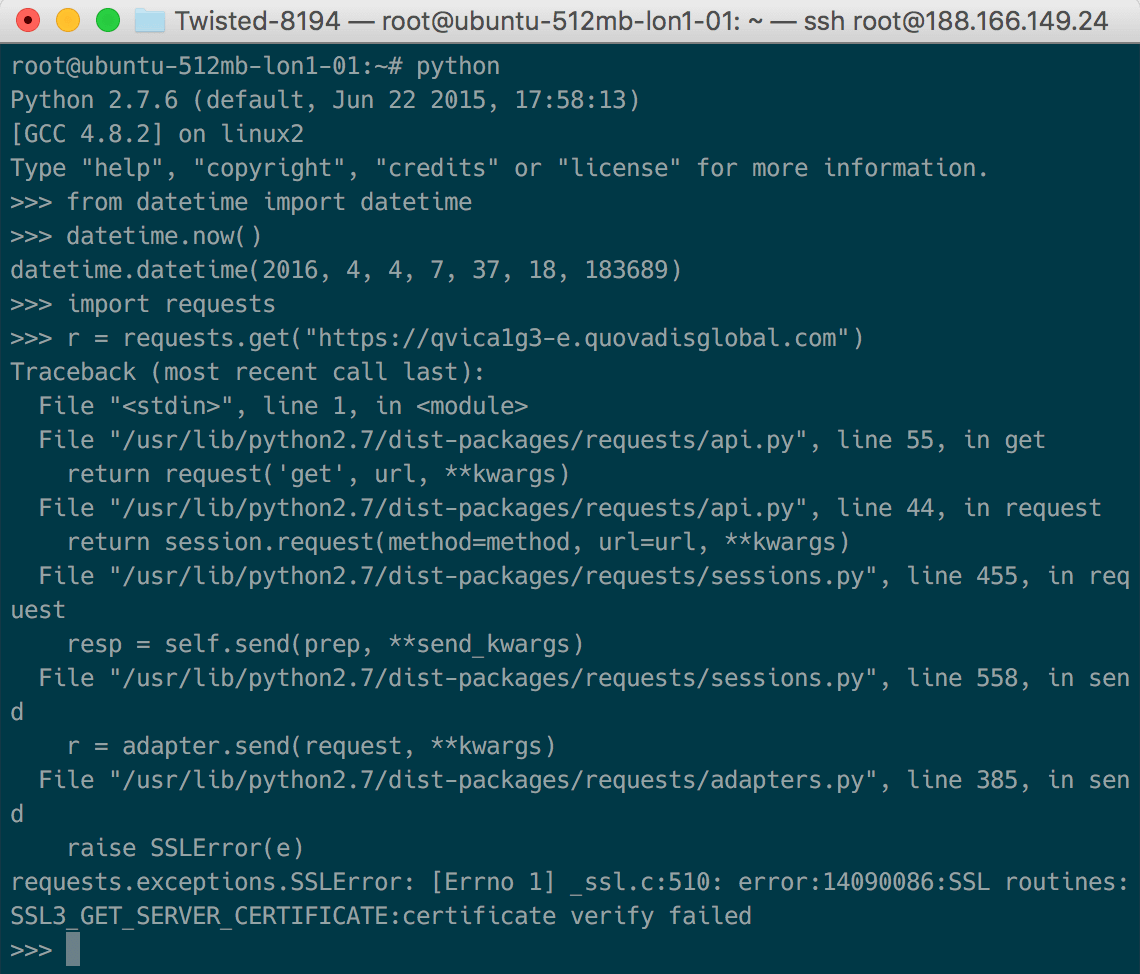 Twisted-8194 — root@ubuntu-512mb-lon1-01: ~ — ssh root@188.166.149.24
root@ubuntu-512mb-lon1-01:~# python
Python 2.7.6 (default, Jun 22 2015, 17:58:13)
[GCC 4.8.2] on linux2
Type "help", "copyright", "credits" or "license" for more information.
>>> from datetime import datetime
>>> datetime.now()
datetime.datetime(2016, 4, 4, 7, 37, 18, 183689)
>>> import requests
>>> r = requests.get("https://qvica1g3-e.quovadisglobal.com")
Traceback (most recent call last):
  File "<stdin>", line 1, in <module>
  File "/usr/lib/python2.7/dist-packages/requests/api.py", line 55, in get
    return request('get', url, **kwargs)
  File "/usr/lib/python2.7/dist-packages/requests/api.py", line 44, in request
    return session.request(method=method, url=url, **kwargs)
  File "/usr/lib/python2.7/dist-packages/requests/sessions.py", line 455, in req
uest
    resp = self.send(prep, **send_kwargs)
  File "/usr/lib/python2.7/dist-packages/requests/sessions.py", line 558, in sen
d
    r = adapter.send(request, **kwargs)
  File "/usr/lib/python2.7/dist-packages/requests/adapters.py", line 385, in sen
d
    raise SSLError(e)
requests.exceptions.SSLError: [Errno 1] _ssl.c:510: error:14090086:SSL routines:
SSL3_GET_SERVER_CERTIFICATE:certificate verify failed
>>>